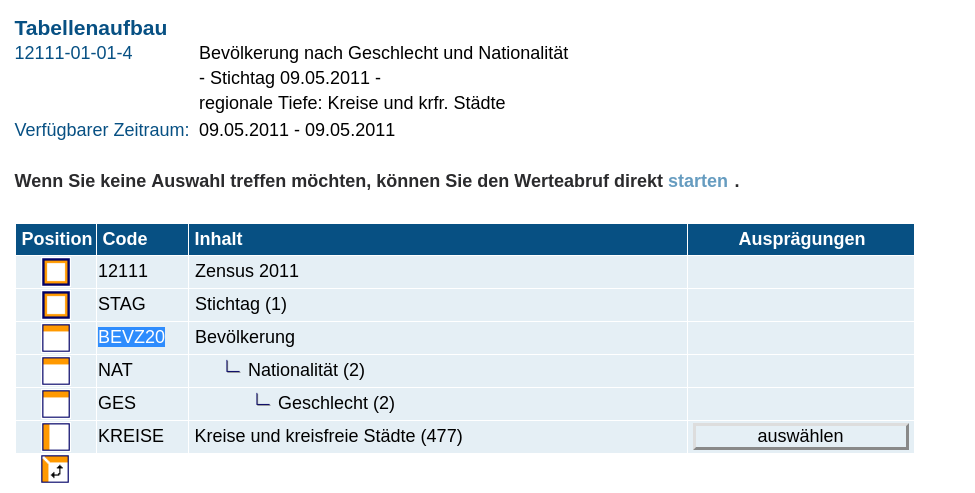 Tabellenaufbau
12111-01-01-4 Bevölkerung nach Geschlecht und Nationalität
- Stichtag 09.05.2011 -
regionale Tiefe: Kreise und krfr. Städte
Verfügbarer Zeitraum: 09.05.2011 - 09.05.2011
Wenn Sie keine Auswahl treffen möchten, können Sie den Werteabruf direkt starten .
Position Code Inhalt Ausprägungen
12111 Zensus 2011
STAG Stichtag (1)
BEVZ20 Bevölkerung
NAT Nationalität (2)
GES Geschlecht (2)
KREISE Kreise und kreisfreie Städte (477) auswählen